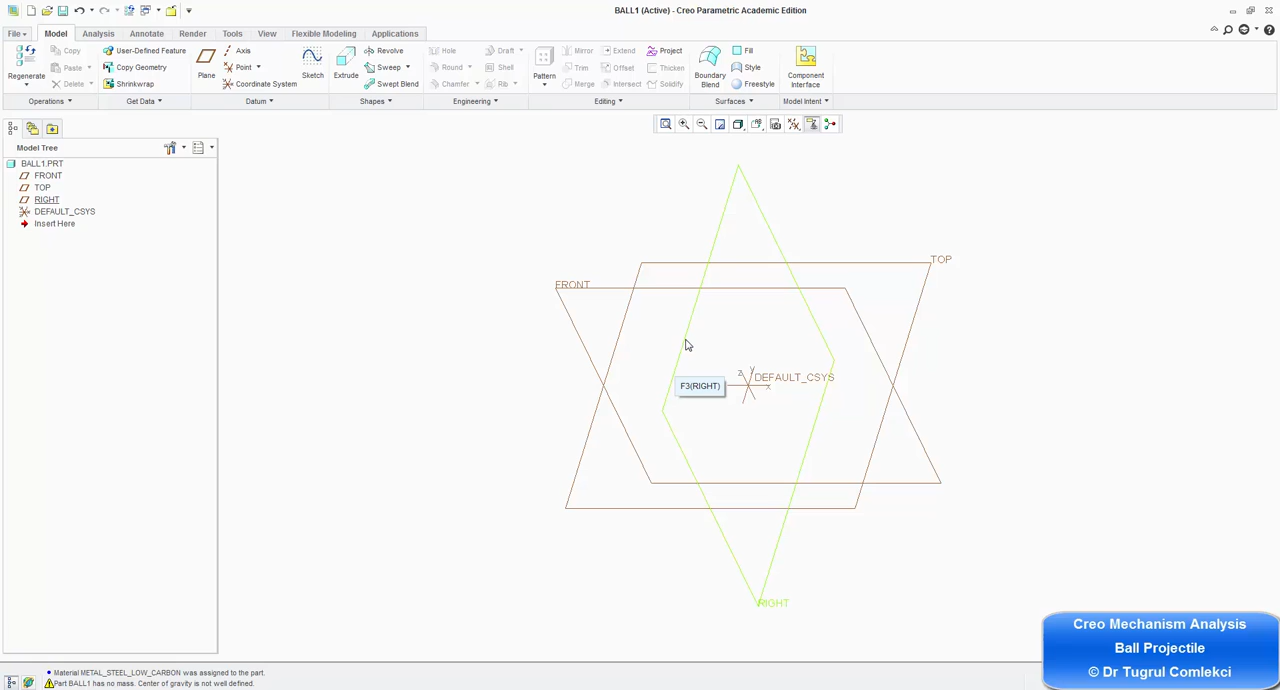 BALL1 (Active) - Creo Parametric Academic Edition
File
Model
Analysis
Annotate
Render
Tools
View
Flexible Modeling
Applications
Regenerate
Copy
Paste
Delete
Operations
User-Defined Feature
Copy Geometry
Shrinkwrap
Get Data
Plane
Axis
Point
Coordinate System
Sketch
Datum
Extrude
Revolve
Sweep
Swept Blend
Shapes
Hole
Round
Chamfer
Draft
Shell
Rib
Engineering
Pattern
Mirror
Trim
Merge
Extend
Offset
Intersect
Project
Thicken
Solidify
Editing
Boundary
Blend
Fill
Style
Freestyle
Surfaces
Component
Interface
Model Intent
Model Tree
BALL1.PRT
FRONT
TOP
RIGHT
DEFAULT_CSYS
Insert Here
TOP
FRONT
F3(RIGHT)
z
y
x
DEFAULT_CSYS
RIGHT
Creo Mechanism Analysis
Ball Projectile
© Dr Tugrul Comlekci
Material METAL_STEEL_LOW_CARBON was assigned to the part.
Part BALL1 has no mass. Center of gravity is not well defined.